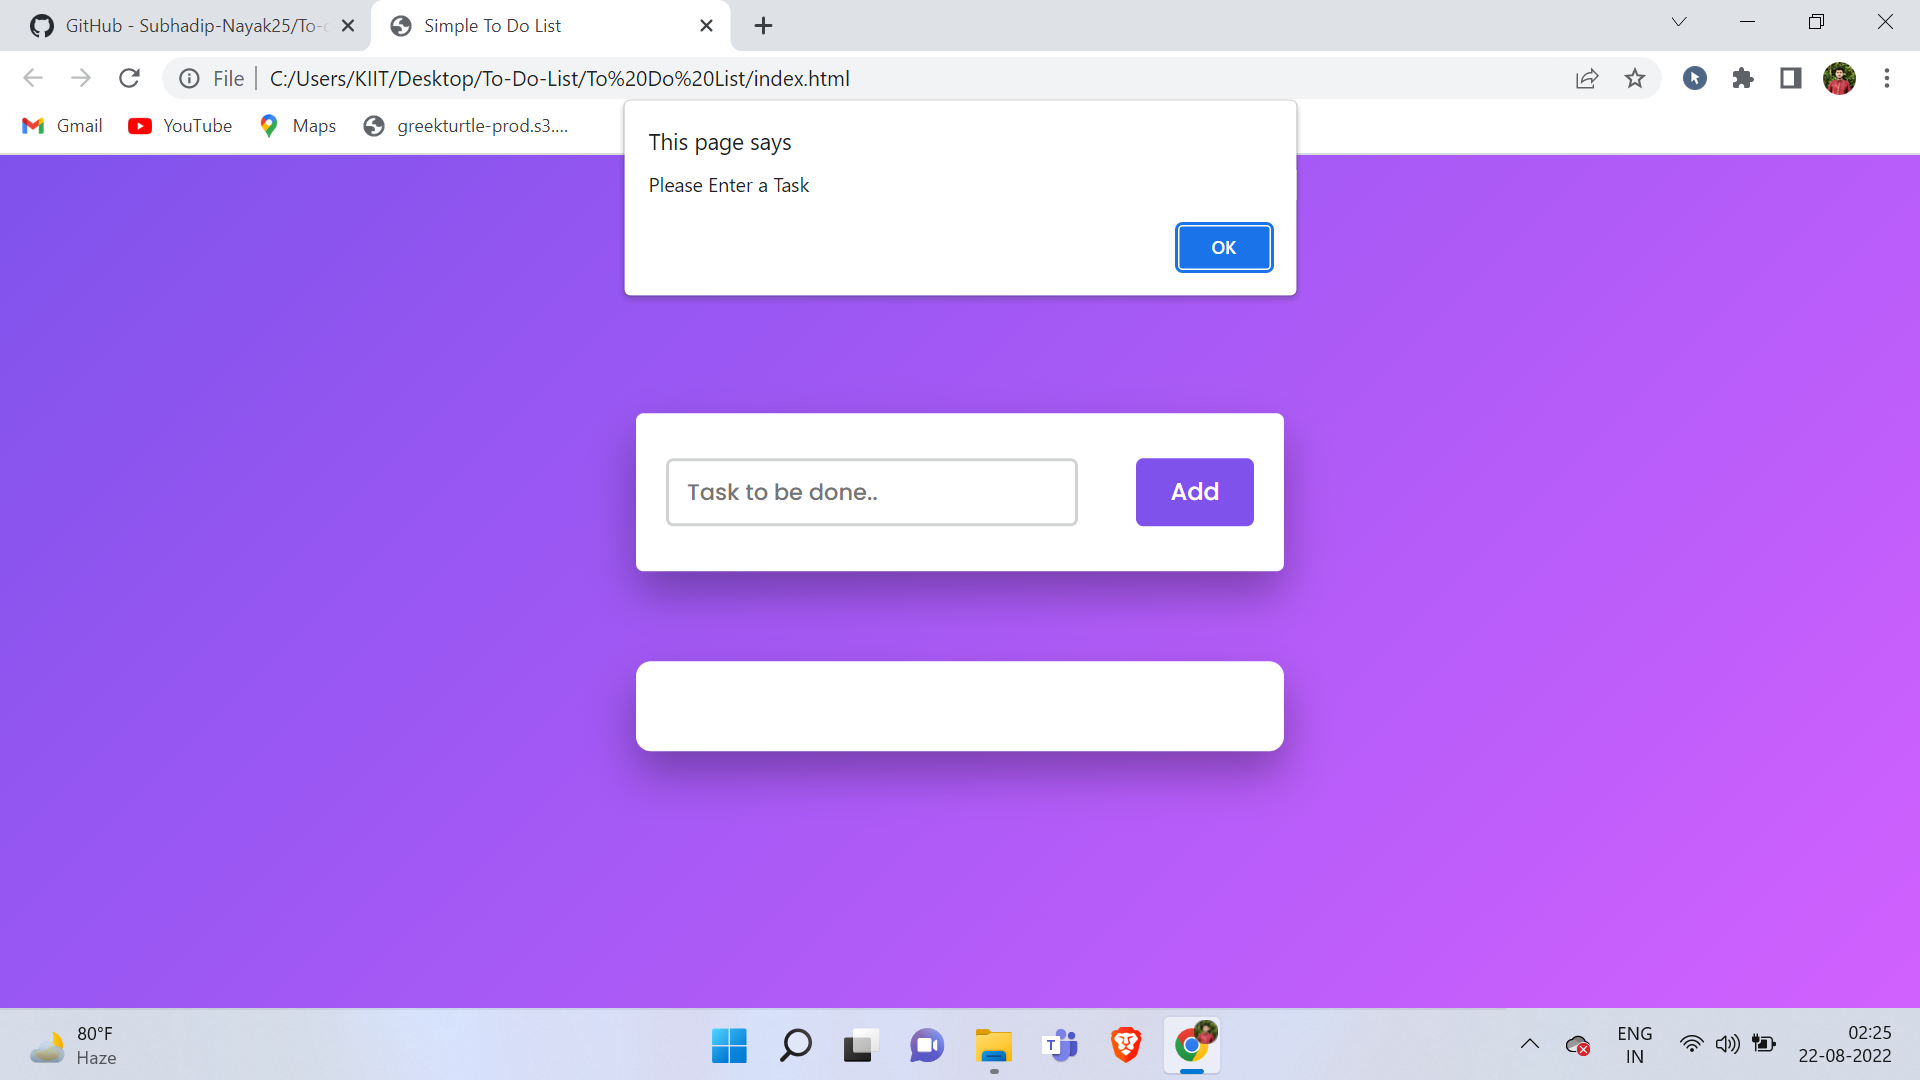 GitHub - Subhadip-Nayak25/To-
Simple To Do List
File
C:/Users/KIIT/Desktop/To-Do-List/To%20Do%20List/index.html
Gmail
YouTube
Maps
greekturtle-prod.s3....
This page says
Please Enter a Task
OK
Task to be done..
Add
80°F
Haze
T
ENG
IN
02:25
22-08-2022